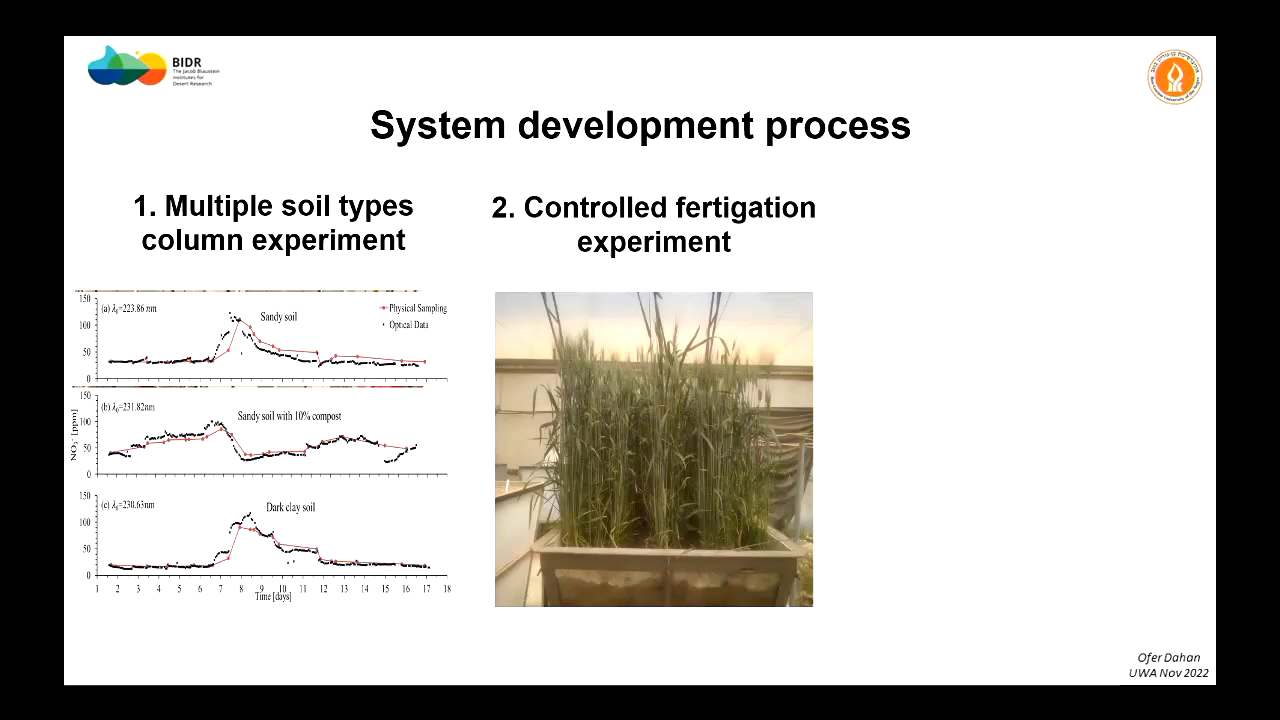 BIDR
The Jacob Blaustein
Institutes for
Desert Research
System development process
1. Multiple soil types
column experiment
2. Controlled fertigation
experiment
150
100
50
0
(a) λ₀=223.86 nm
Sandy soil
Physical Sampling
Optical Data
NO₃⁻ [ppm]
150
100
50
0
(b) λ₀=231.82nm
Sandy soil with 10% compost
150
100
50
0
(c) λ₀=230.63nm
Dark clay soil
1 2 3 4 5 6 7 8 9 10 11 12 13 14 15 16 17 18
Time [days]
Ofer Dahan
UWA Nov 2022